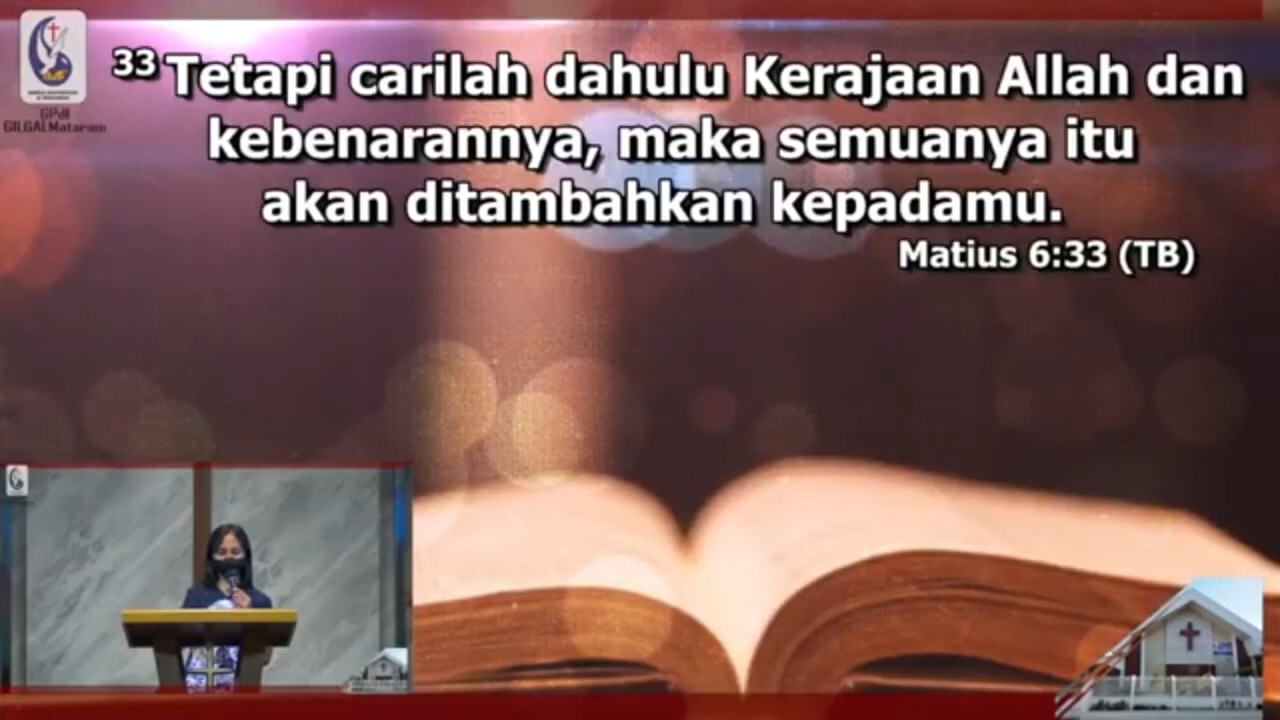 GPdI
GILGAL Mataram
33 Tetapi carilah dahulu Kerajaan Allah dan
kebenarannya, maka semuanya itu
akan ditambahkan kepadamu.
Matius 6:33 (TB)